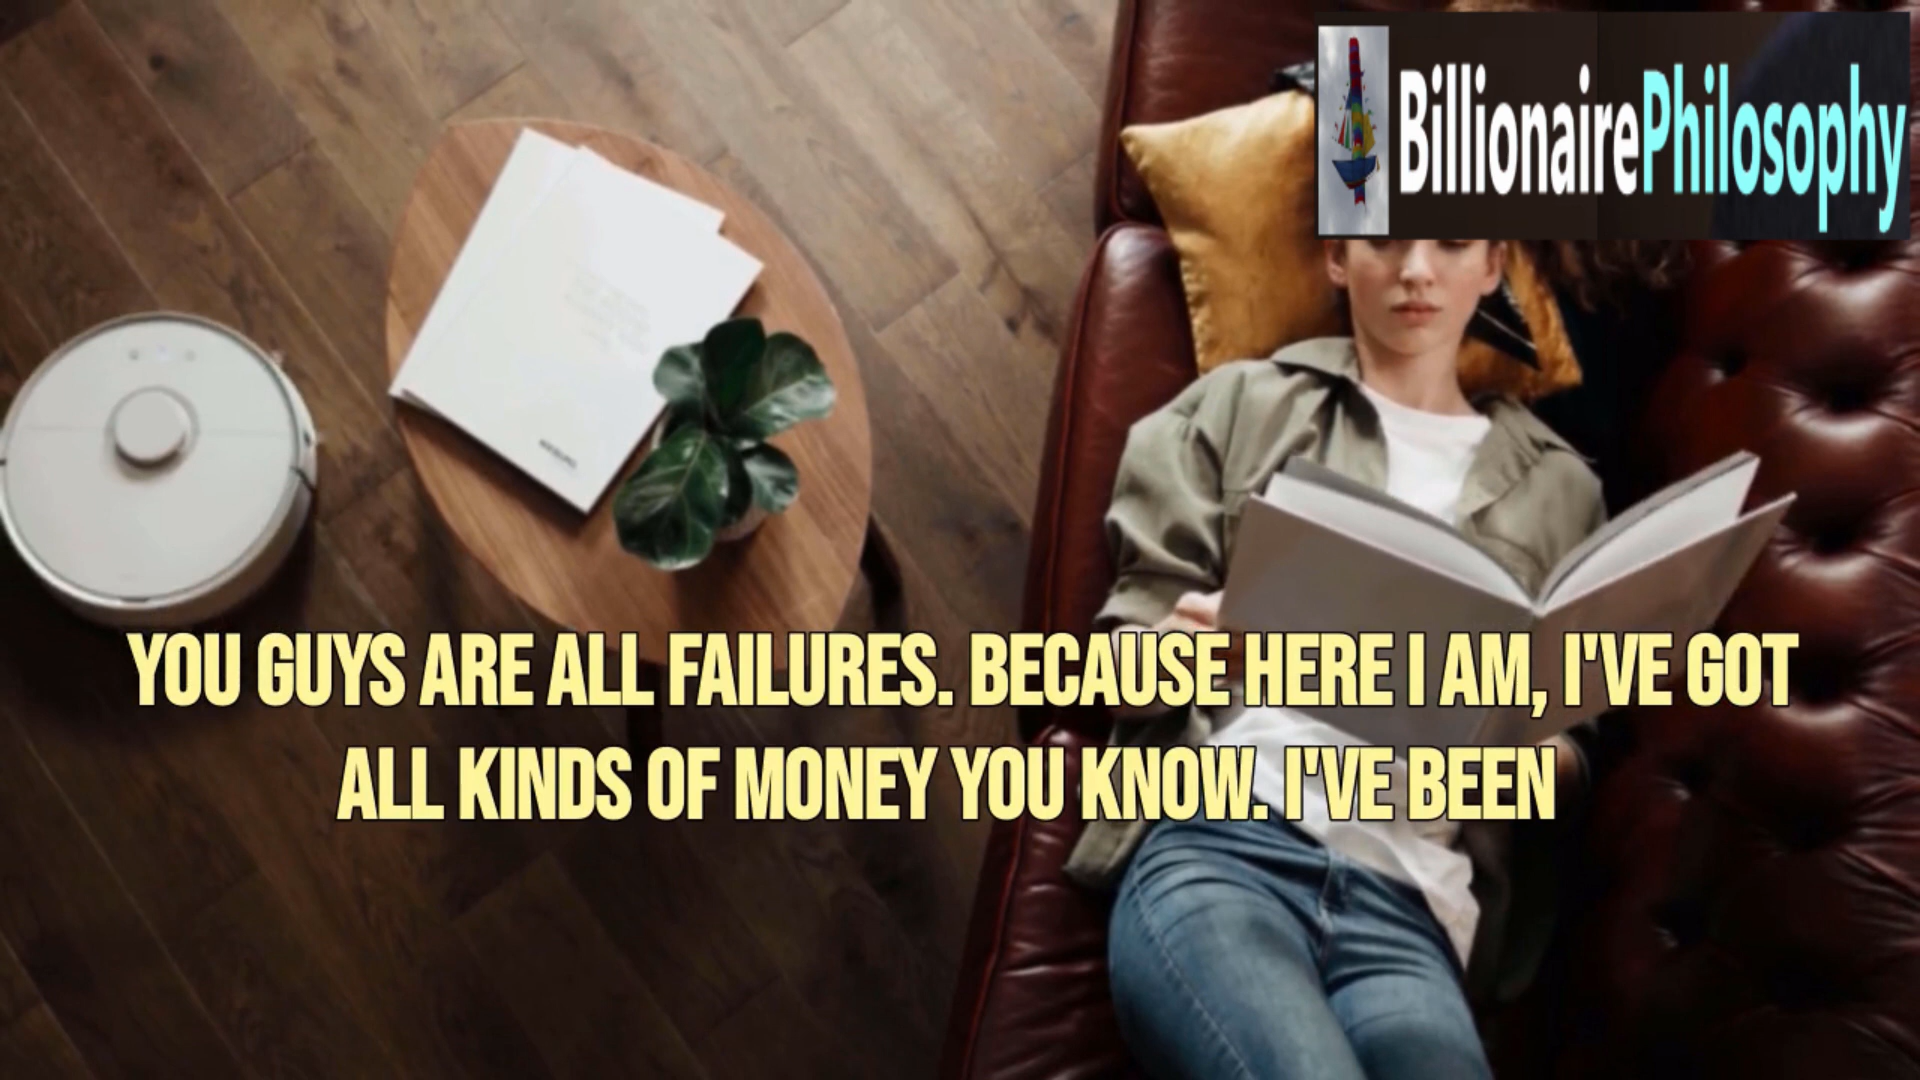 BillionairePhilosophy
YOU GUYS ARE ALL FAILURES. BECAUSE HERE I AM, I'VE GOT
ALL KINDS OF MONEY YOU KNOW. I'VE BEEN